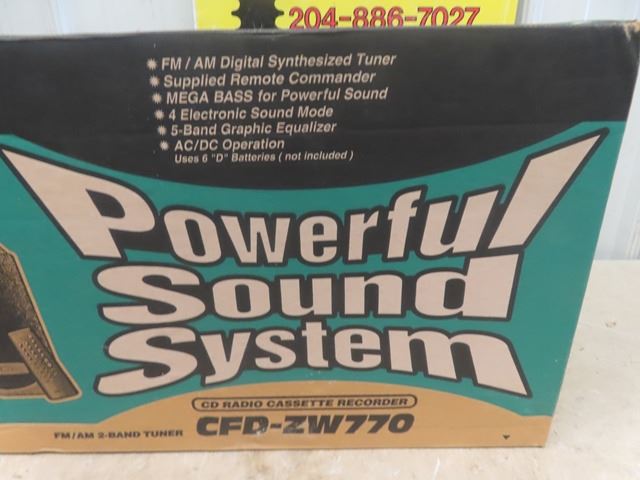 204-886-7027
FM / AM Digital Synthesized Tuner
Supplied Remote Commander
MEGA BASS for Powerful Sound
4 Electronic Sound Mode
5-Band Graphic Equalizer
AC/DC Operation
Uses 6 "D" Batteries ( not included )
Powerful
Sound
System
CD RADIO CASSETTE RECORDER
FM/AM 2-BAND TUNER CFD-ZW770